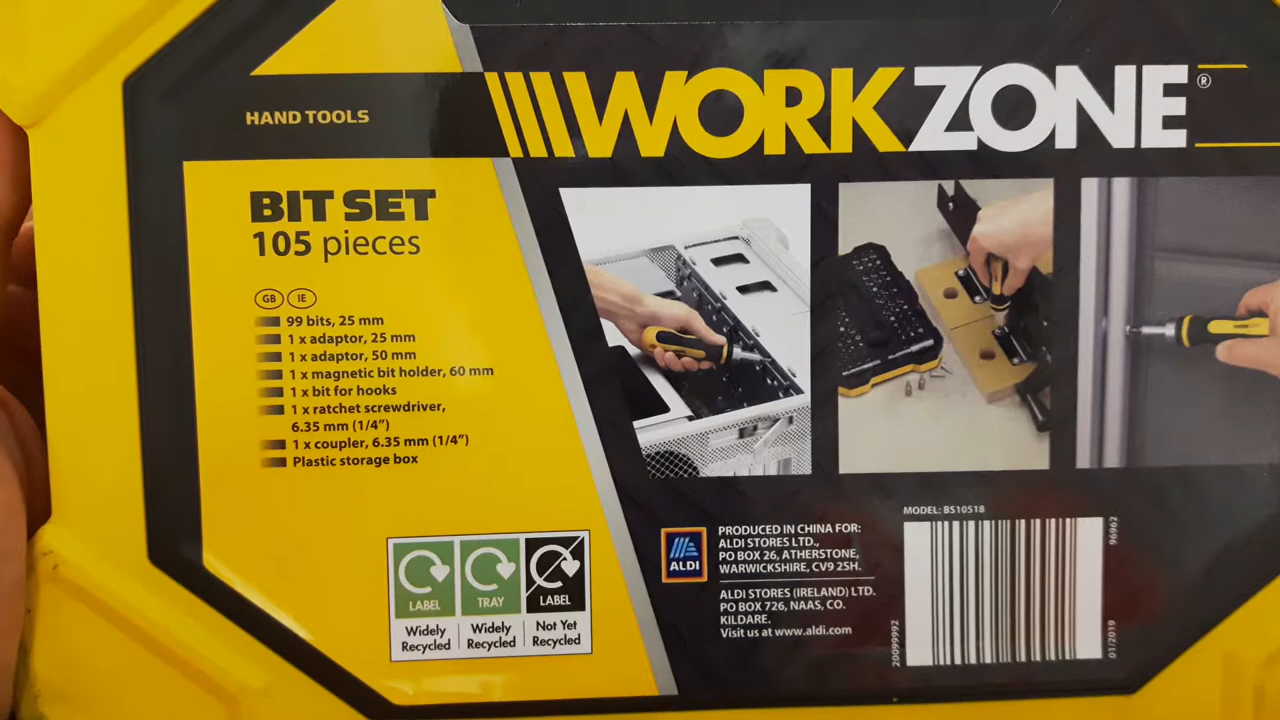 HAND TOOLS
WORKZONE®
BIT SET
105 pieces
GB IE
99 bits, 25 mm
1 x adaptor, 25 mm
1 x adaptor, 50 mm
1 x magnetic bit holder, 60 mm
1 x bit for hooks
1 x ratchet screwdriver,
6.35 mm (1/4”)
1 x coupler, 6.35 mm (1/4”)
Plastic storage box
LABEL
Widely
Recycled
TRAY
Widely
Recycled
LABEL
Not Yet
Recycled
ALDI
PRODUCED IN CHINA FOR:
ALDI STORES LTD.,
PO BOX 26, ATHERSTONE,
WARWICKSHIRE, CV9 2SH.
ALDI STORES (IRELAND) LTD.
PO BOX 726, NAAS, CO.
KILDARE.
Visit us at www.aldi.com
MODEL: BS10518
20099992
96962
01/2019